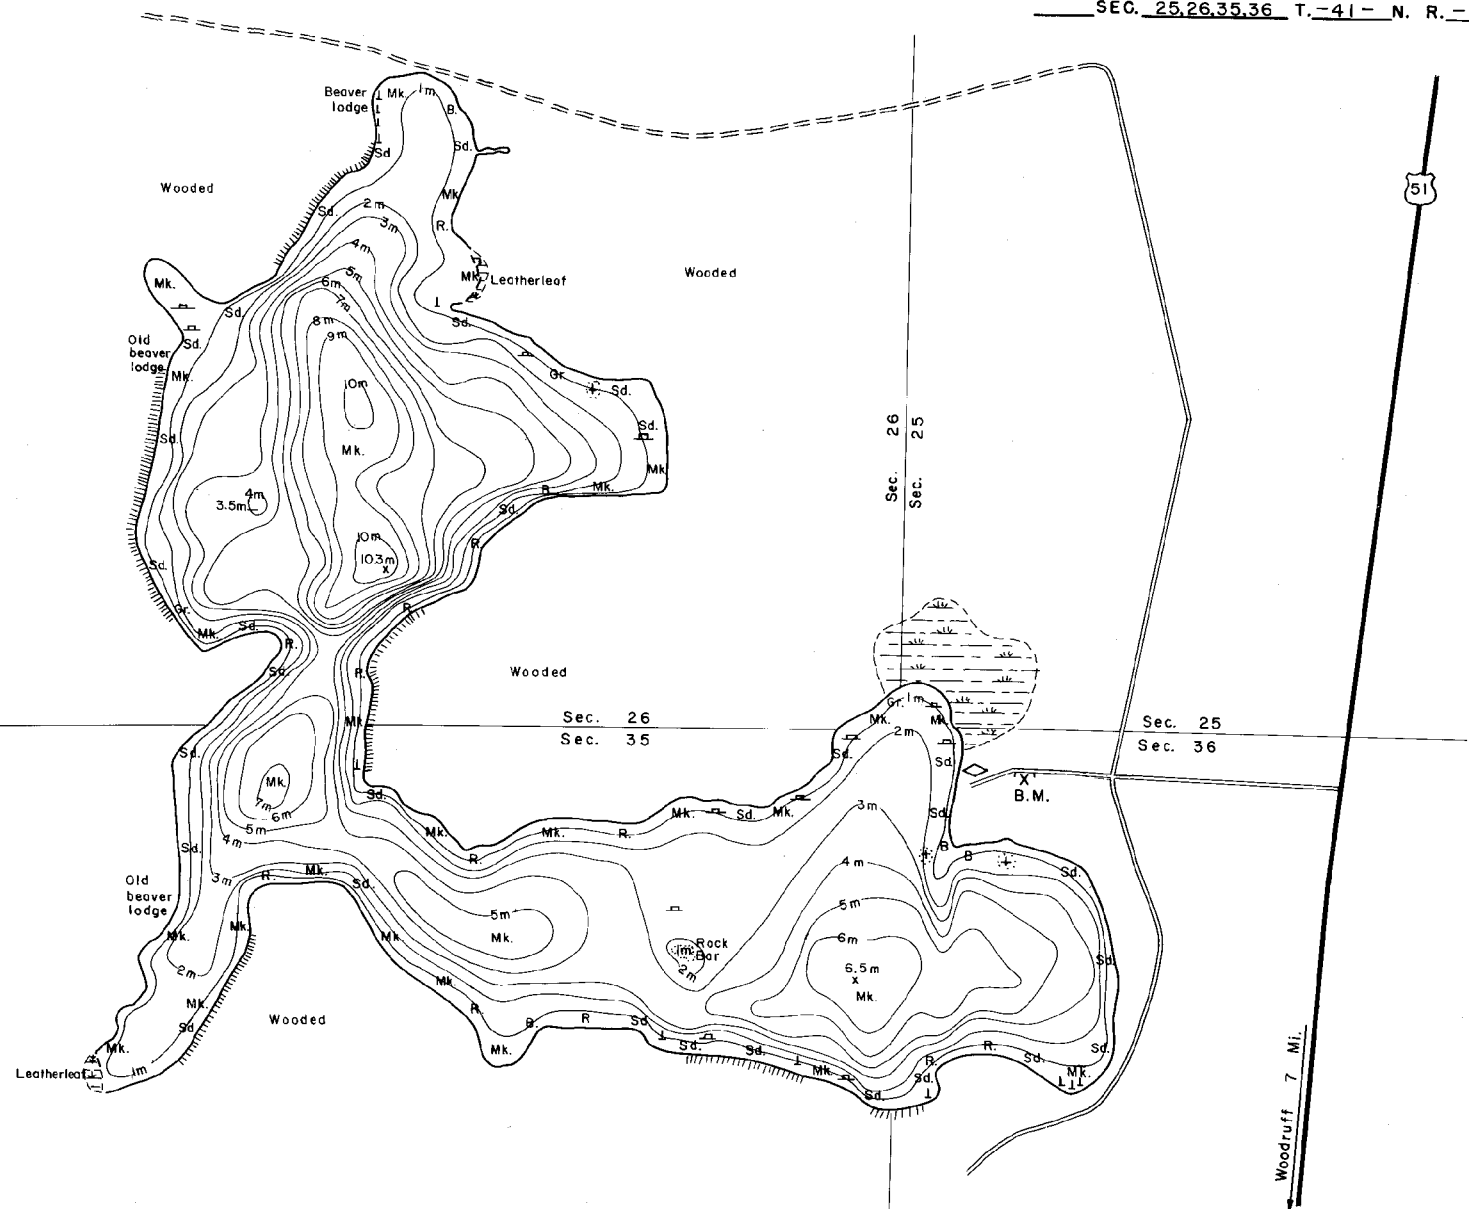 SEC. 25,26,35,36 T.-41- N. R.-
Beaver
lodge
Mk.
1m
B.
Sd
Sd.
Wooded
Mk
51
Sd.
2m
3m
R.
4m
Wooded
Mk.
5m
Mk.
Leatherleaf
6m
7m
Sd.
8m
Sd.
9m
Old
beaver
lodge
Sd.
Mk.
Gr.
10m
Sd.
Sd.
Sec. 26
Sec. 25
Sd.
Mk.
Mk.
R.
Mk.
4m
3.5m
Sd.
10m
R.
10.3m
x
Sd.
Gr.
R.
Mk.
Sd.
R.
Sd.
R.
Wooded
Gr.
1m
Mk.
Mk.
Mk
Sec. 26
Sec. 35
Sec. 25
Sec. 36
2m
Sd.
Sd.
Sd.
'X'
B.M.
Mk.
7m
6m
Sd.
3m
5m
Mk.
R.
Mk.
Sd.
Mk.
Sd.
Mk.
4m
Sd.
R.
B
B
3m
R.
Mk.
Sd.
4m
Sd.
Old
beaver
lodge
5m
5m
Mk.
Mk.
Mk.
Mk.
6m
1m
Rock
Bar
2m
6.5m
x
Mk.
Sd.
2m
Mk.
Mk.
Sd.
R.
B.
R
Sd.
Wooded
Mk.
Mk.
Sd.
Sd.
R.
R.
Sd.
Sd.
Leatherleaf
1m
Mk.
Sd.
Sd.
Mk.
Woodruff 7 Mi.